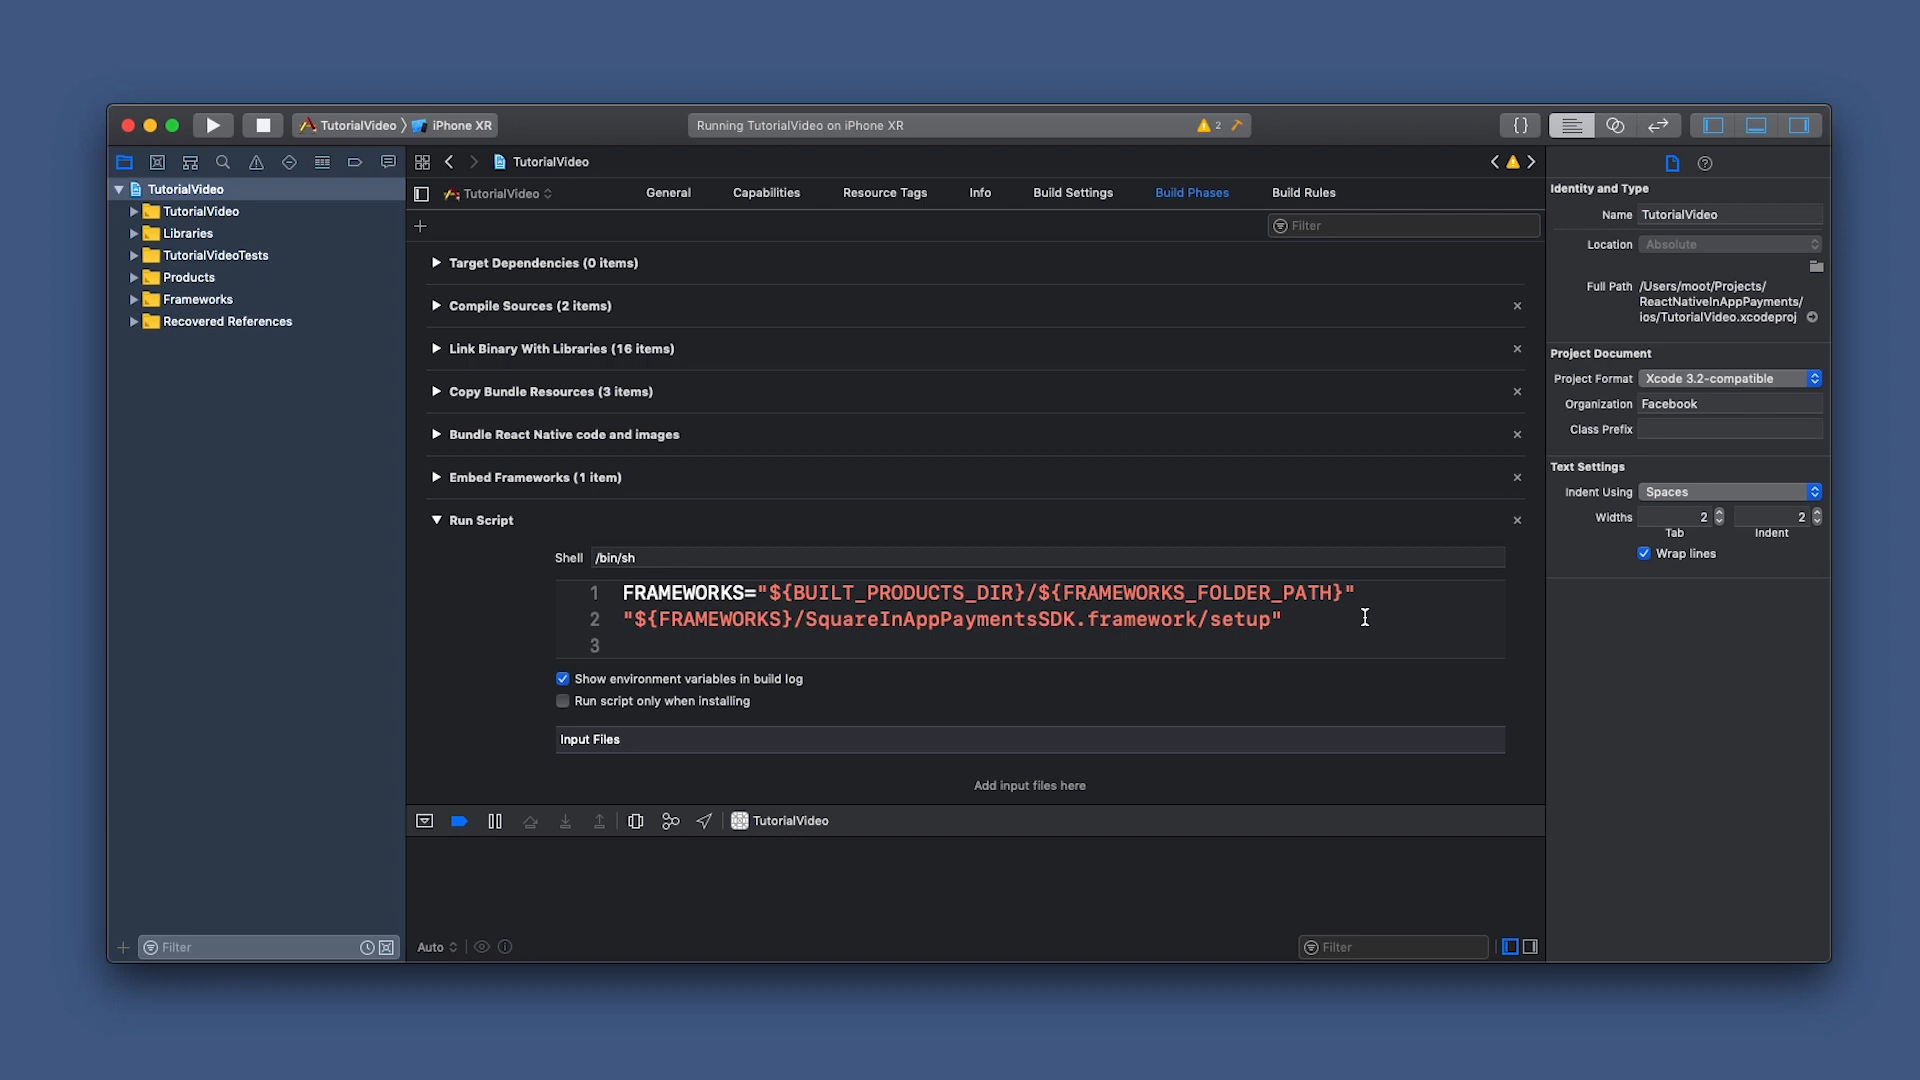 TutorialVideo
iPhone XR
Running TutorialVideo on iPhone XR
2
{}
TutorialVideo
TutorialVideo
Libraries
TutorialVideoTests
Products
Frameworks
Recovered References
Filter
TutorialVideo
TutorialVideo
General
Capabilities
Resource Tags
Info
Build Settings
Build Phases
Build Rules
Filter
Target Dependencies (0 items)
Compile Sources (2 items)
Link Binary With Libraries (16 items)
Copy Bundle Resources (3 items)
Bundle React Native code and images
Embed Frameworks (1 item)
Run Script
Shell /bin/sh
1 FRAMEWORKS="${BUILT_PRODUCTS_DIR}/${FRAMEWORKS_FOLDER_PATH}"
2 "${FRAMEWORKS}/SquareInAppPaymentsSDK.framework/setup"
3
Show environment variables in build log
Run script only when installing
Input Files
Add input files here
TutorialVideo
Auto
Filter
Identity and Type
Name TutorialVideo
Location Absolute
Full Path /Users/moot/Projects/
ReactNativeInAppPayments/
ios/TutorialVideo.xcodeproj
Project Document
Project Format Xcode 3.2-compatible
Organization Facebook
Class Prefix
Text Settings
Indent Using Spaces
Widths 2 2
Tab Indent
Wrap lines